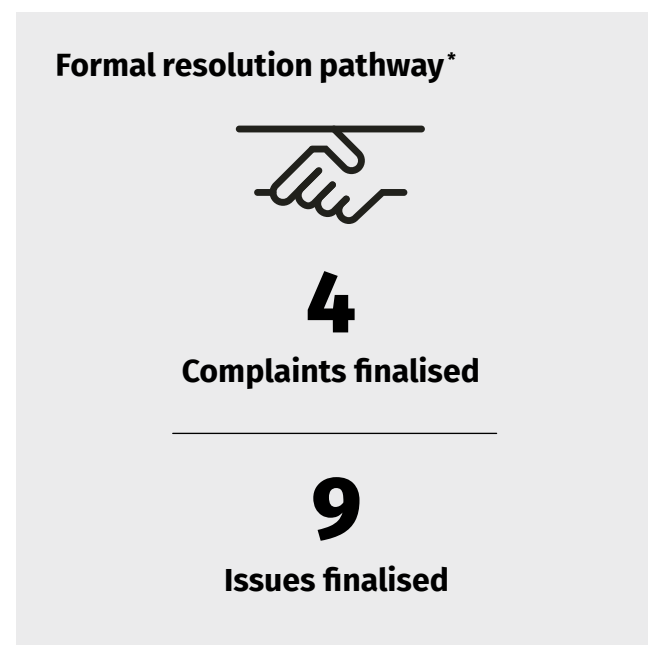 Formal resolution pathway*
4
Complaints finalised
9
Issues finalised